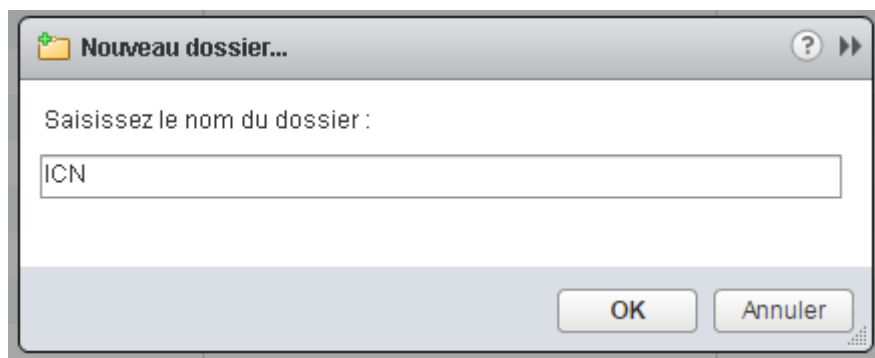 Nouveau dossier...
Saisissez le nom du dossier :
ICN
OK
Annuler